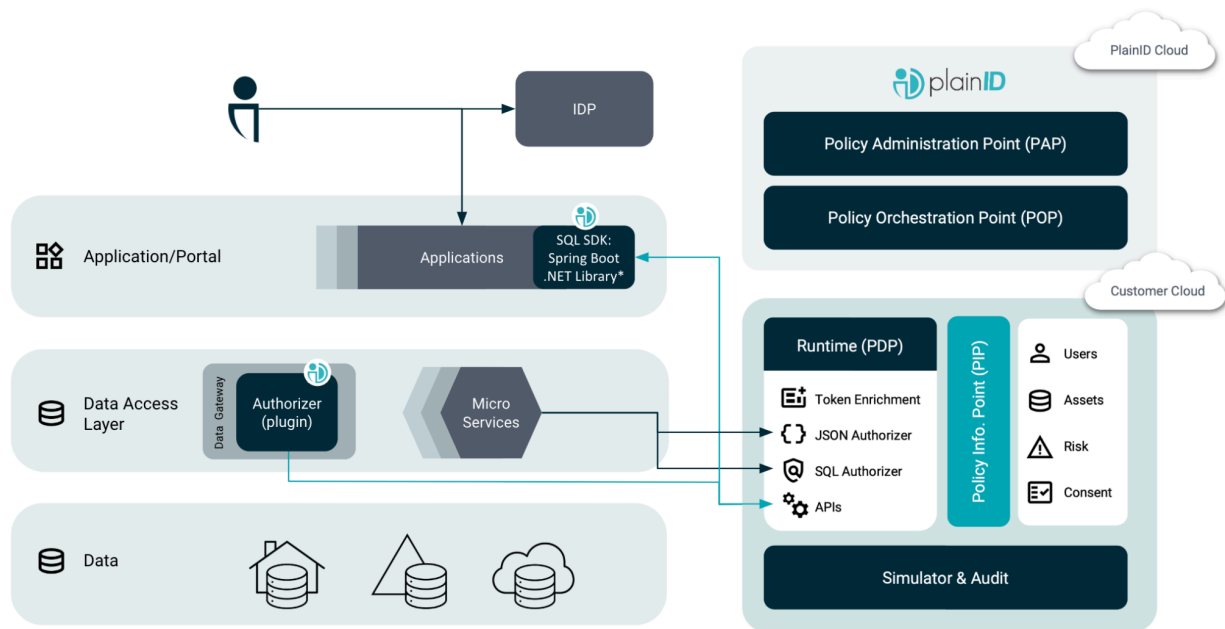 PlainID Cloud
plainID
IDP
Policy Administration Point (PAP)
Policy Orchestration Point (POP)
Application/Portal
Applications
SQL SDK:
Spring Boot
.NET Library*
Customer Cloud
Data Access
Layer
Data Gateway
Authorizer
(plugin)
Micro
Services
Runtime (PDP)
Token Enrichment
JSON Authorizer
SQL Authorizer
APIs
Policy Info. Point (PIP)
Users
Assets
Risk
Consent
Data
Simulator & Audit